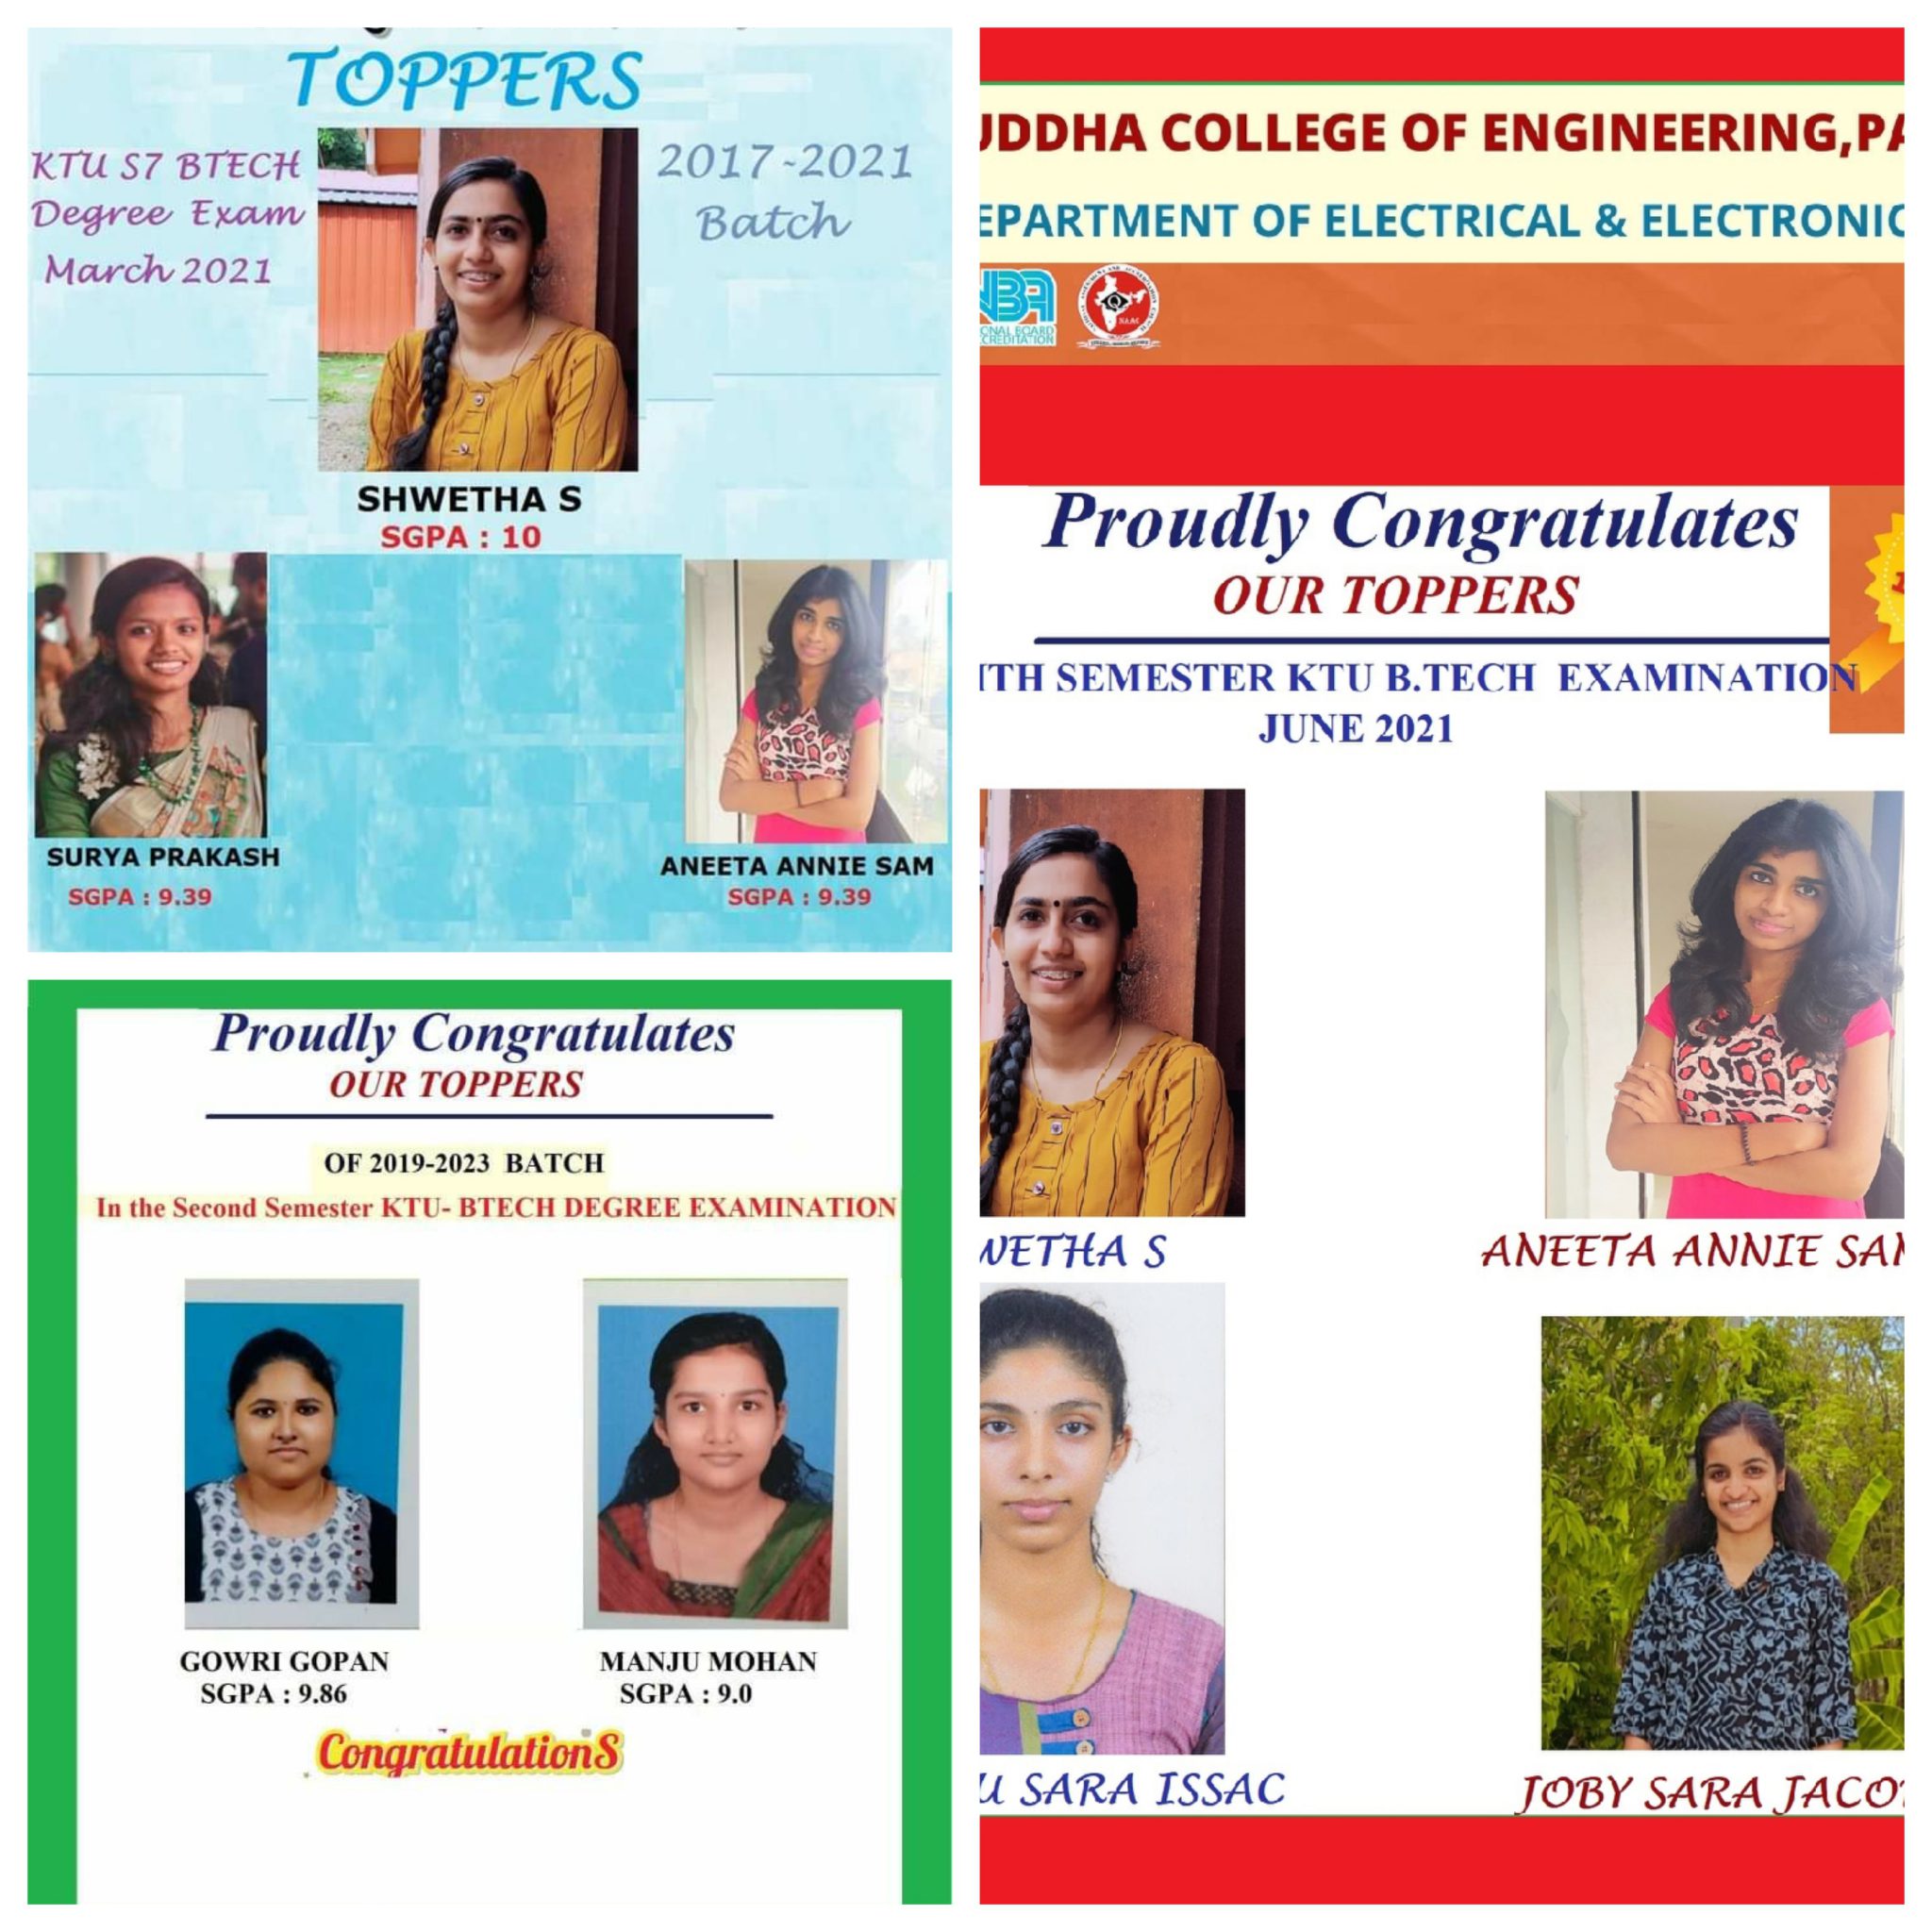 TOPPERS
KTU S7 BTECH
Degree Exam
March 2021
2017-2021
Batch
SHWETHA S
SGPA : 10
SURYA PRAKASH
SGPA : 9.39
ANEETA ANNIE SAM
SGPA : 9.39
Proudly Congratulates
OUR TOPPERS
OF 2019-2023 BATCH
In the Second Semester KTU- BTECH DEGREE EXAMINATION
GOWRI GOPAN
SGPA : 9.86
MANJU MOHAN
SGPA : 9.0
CongratulationS
UDDHA COLLEGE OF ENGINEERING,PA
EPARTMENT OF ELECTRICAL & ELECTRONIC
NBA
ONAL BOARD
CREDITATION
NAAC
Proudly Congratulates
OUR TOPPERS
TH SEMESTER KTU B.TECH EXAMINATION
JUNE 2021
WETHA S
ANEETA ANNIE SAM
U SARA ISSAC
JOBY SARA JACO